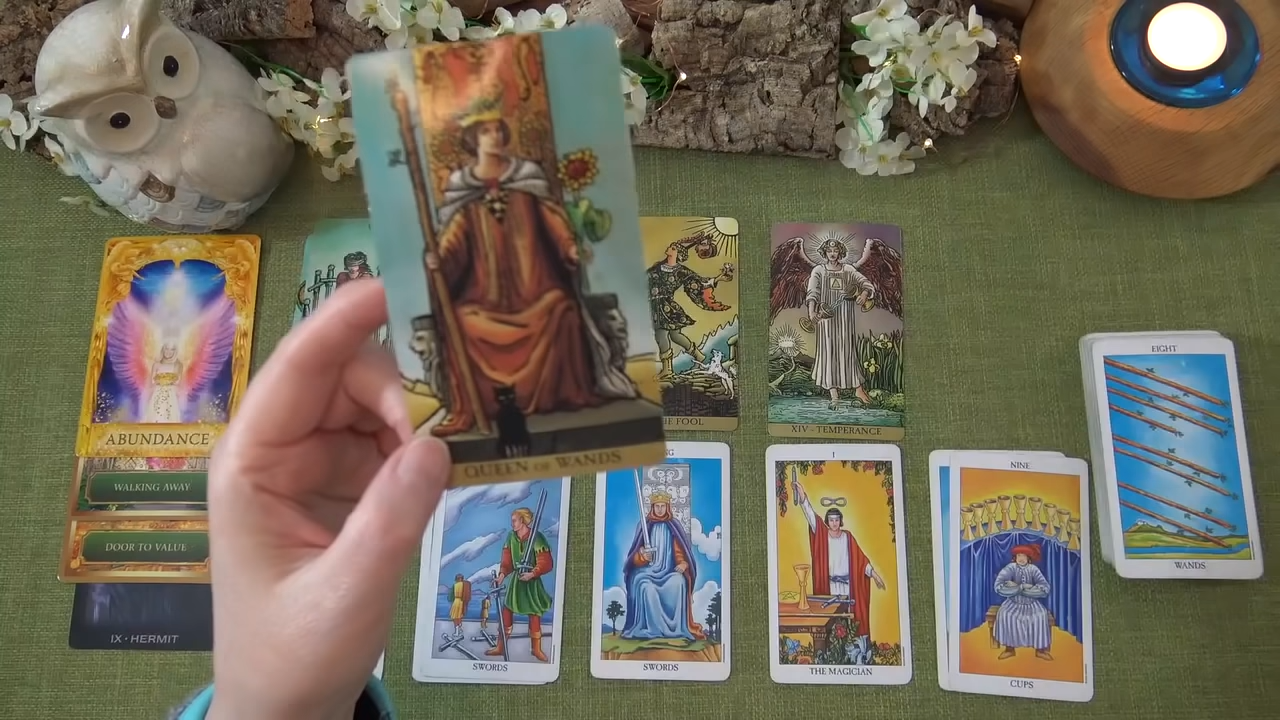 QUEEN OF WANDS
FOOL
XIV - TEMPERANCE
ABUNDANCE
WALKING AWAY
DOOR TO VALUE
IX • HERMIT
SWORDS
SWORDS
I
THE MAGICIAN
NINE
CUPS
EIGHT
WANDS